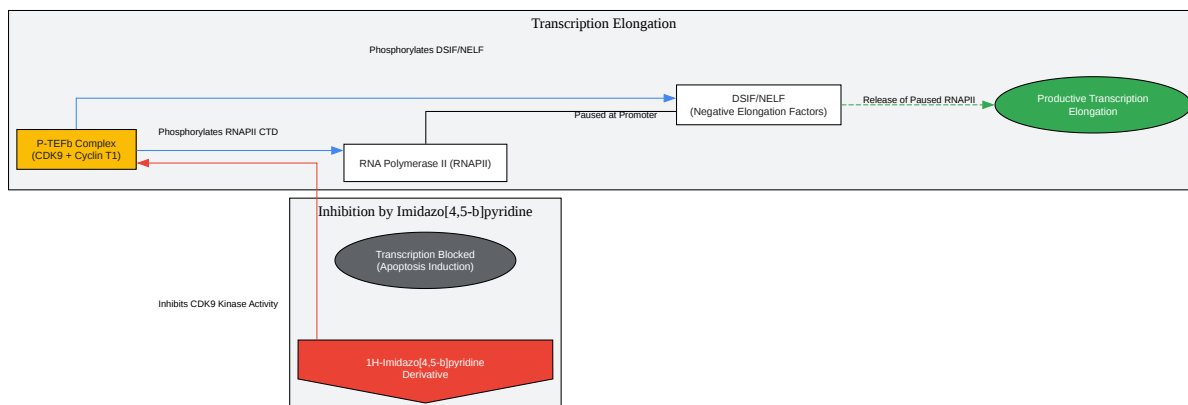 Transcription Elongation
Phosphorylates DSIF/NELF
DSIF/NELF
(Negative Elongation Factors)
Release of Paused RNAPII
Productive Transcription
Elongation
Paused at Promoter
Phosphorylates RNAPII CTD
P-TEFb Complex
(CDK9 + Cyclin T1)
RNA Polymerase II (RNAPII)
Inhibition by Imidazo[4,5-b]pyridine
Transcription Blocked
(Apoptosis Induction)
Inhibits CDK9 Kinase Activity
1H-Imidazo[4,5-b]pyridine
Derivative